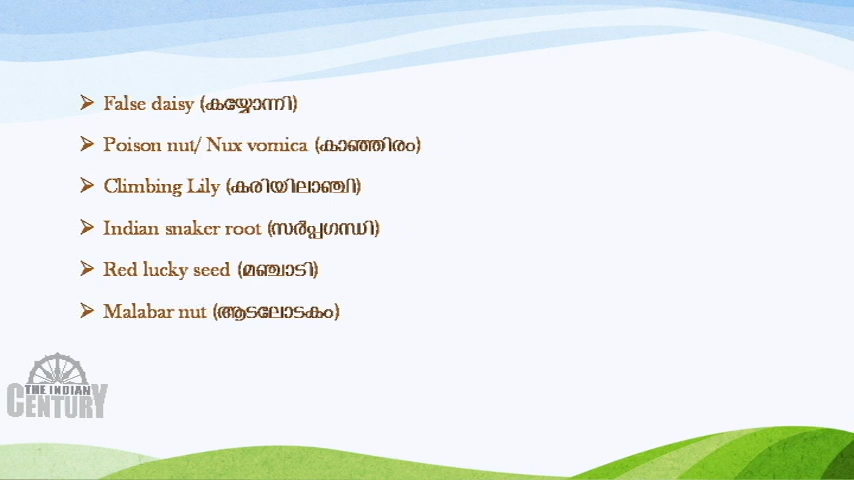 False daisy (കയ്യോന്നി)
Poison nut/ Nux vomica (കാഞ്ഞിരം)
Climbing Lily (കരിയിലാഞ്ചി)
Indian snaker root (സർപ്പഗന്ധി)
Red lucky seed (മഞ്ചാടി)
Malabar nut (ആടലോടകം)
THE INDIAN
CENTURY